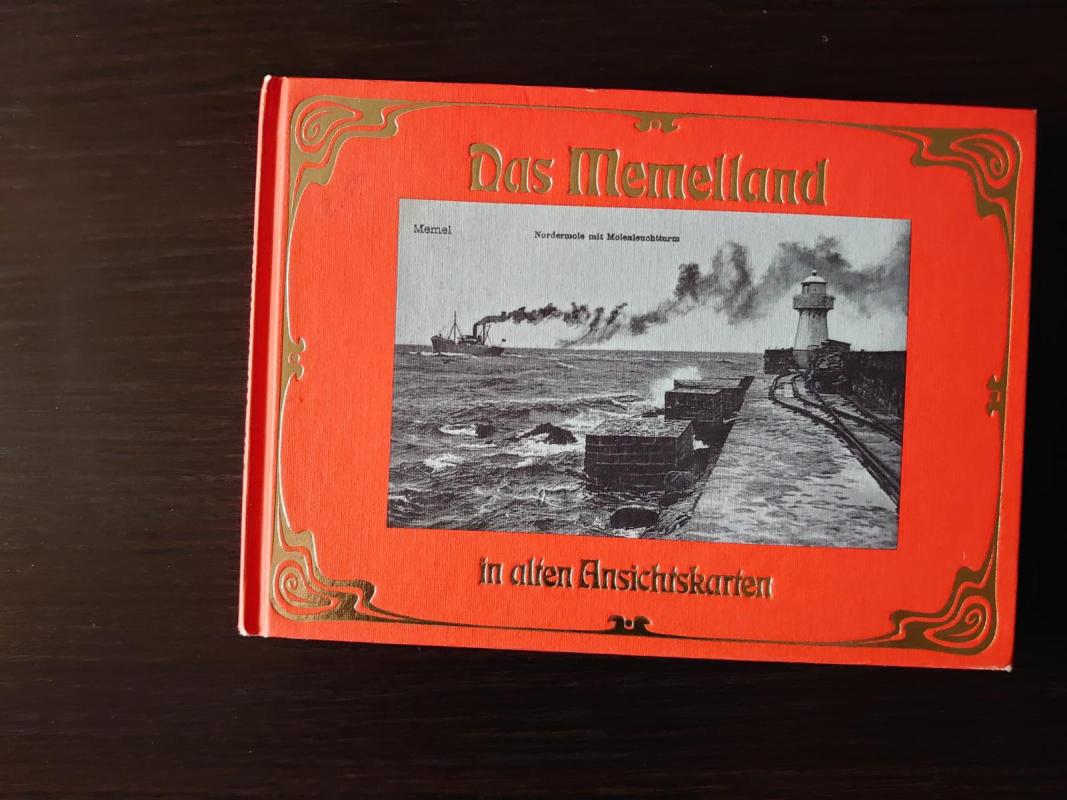 Das Memelland
Memel
Nordermole mit Molenleuchtturm
in alten Ansichtskarten